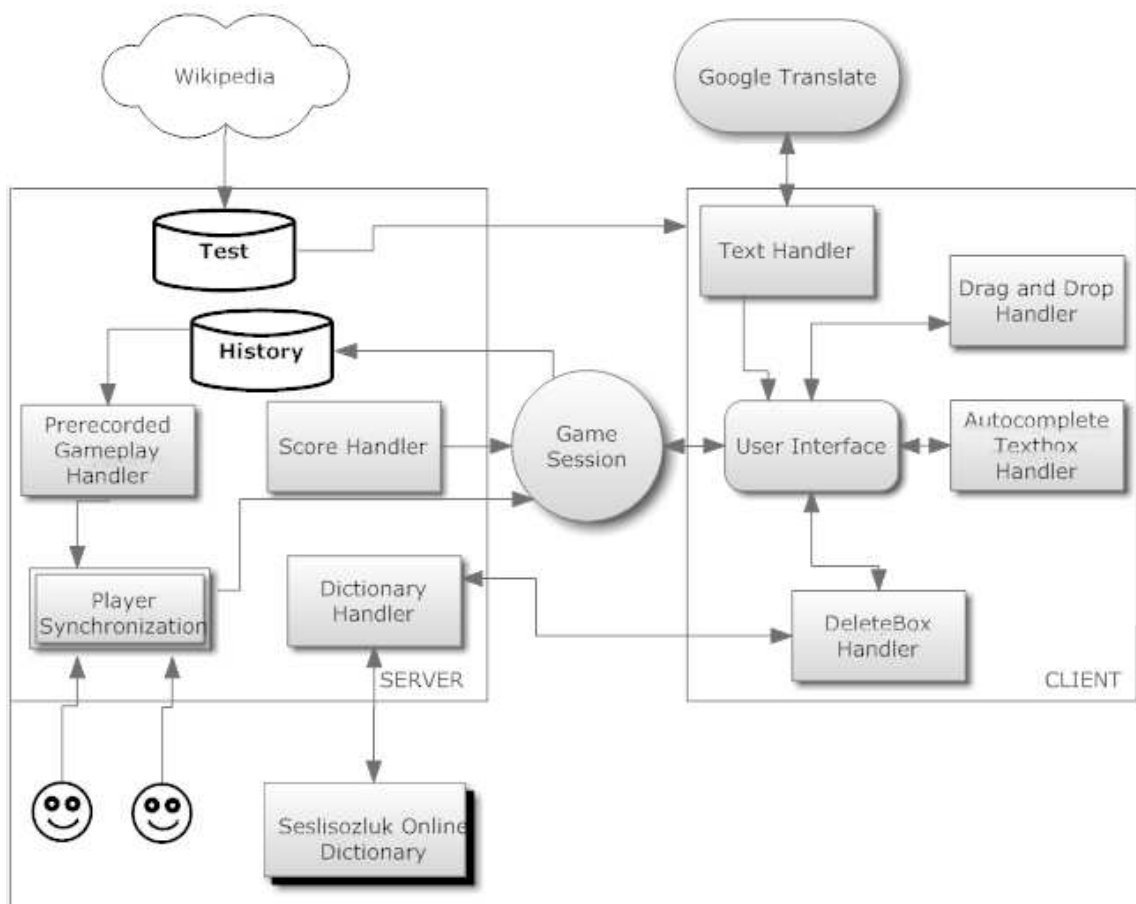 Wikipedia
Google Translate
Test
Text Handler
Drag and Drop
Handler
History
Prerecorded
Gameplay
Handler
Score Handler
Game
Session
User Interface
Autocomplete
Textbox
Handler
Player
Synchronization
Dictionary
Handler
DeleteBox
Handler
SERVER
CLIENT
Seslisozluk Online
Dictionary